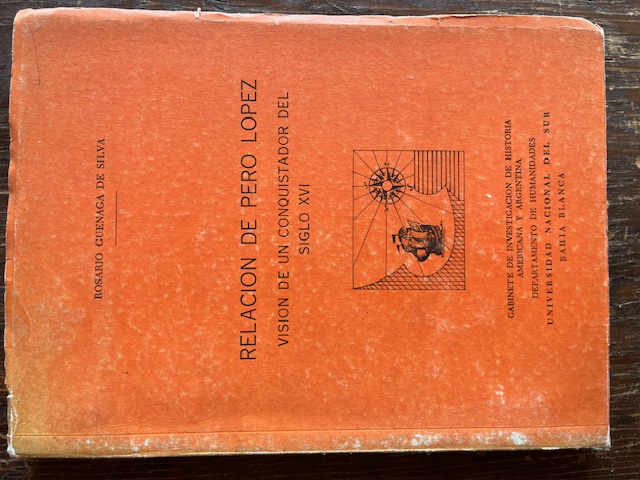 ROSARIO GUENAGA DE SILVA
RELACION DE PERO LOPEZ
VISION DE UN CONQUISTADOR DEL
SIGLO XVI
GABINETE DE INVESTIGACION DE HISTORIA
AMERICANA Y ARGENTINA
DEPARTAMENTO DE HUMANIDADES
UNIVERSIDAD NACIONAL DEL SUR
BAHIA BLANCA